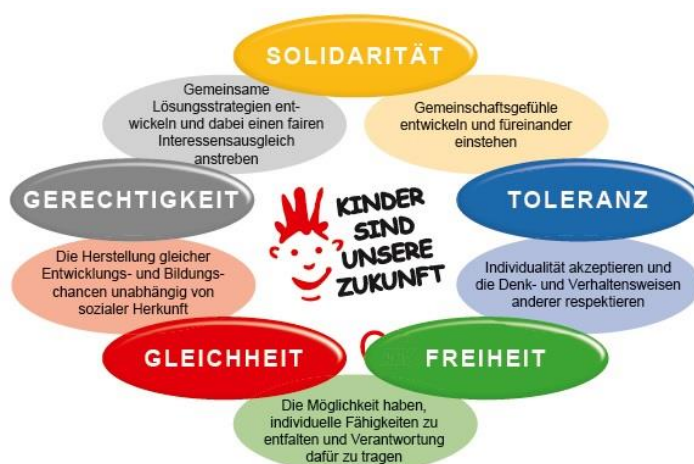 SOLIDARITÄT
Gemeinsame
Lösungsstrategien ent-
wickeln und dabei einen fairen
Interessensausgleich
anstreben
Gemeinschaftsgefühle
entwickeln und füreinander
einstehen
GERECHTIGKEIT
KINDER
SIND
UNSERE
ZUKUNFT
TOLERANZ
Die Herstellung gleicher
Entwicklungs- und Bildungs-
chancen unabhängig von
sozialer Herkunft
Individualität akzeptieren und
die Denk- und Verhaltensweisen
anderer respektieren
GLEICHHEIT
FREIHEIT
Die Möglichkeit haben,
individuelle Fähigkeiten zu
entfalten und Verantwortung
dafür zu tragen